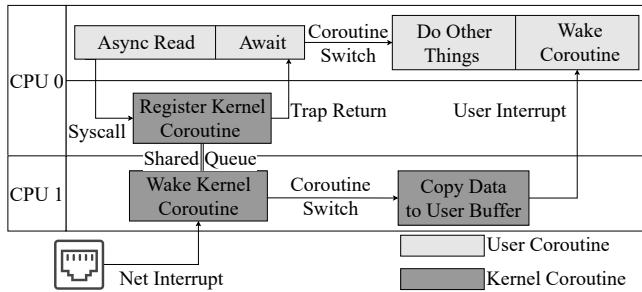 Async Read
Await
Coroutine
Switch
Do Other
Things
Wake
Coroutine
CPU 0
Syscall
Register Kernel
Coroutine
Trap Return
User Interrupt
Shared Queue
CPU 1
Wake Kernel
Coroutine
Coroutine
Switch
Copy Data
to User Buffer
Net Interrupt
User Coroutine
Kernel Coroutine